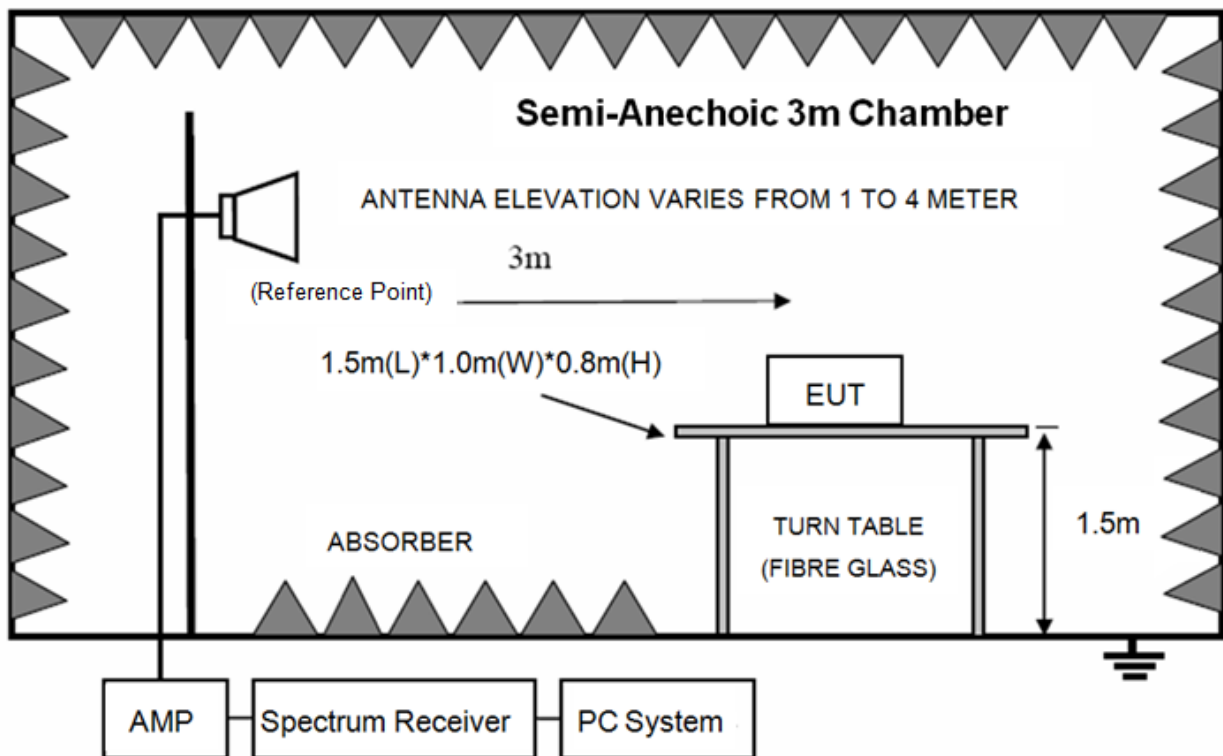 Semi-Anechoic 3m Chamber
ANTENNA ELEVATION VARIES FROM 1 TO 4 METER
3m
(Reference Point)
1.5m(L)*1.0m(W)*0.8m(H)
EUT
TURN TABLE
(FIBRE GLASS)
1.5m
ABSORBER
AMP
Spectrum Receiver
PC System